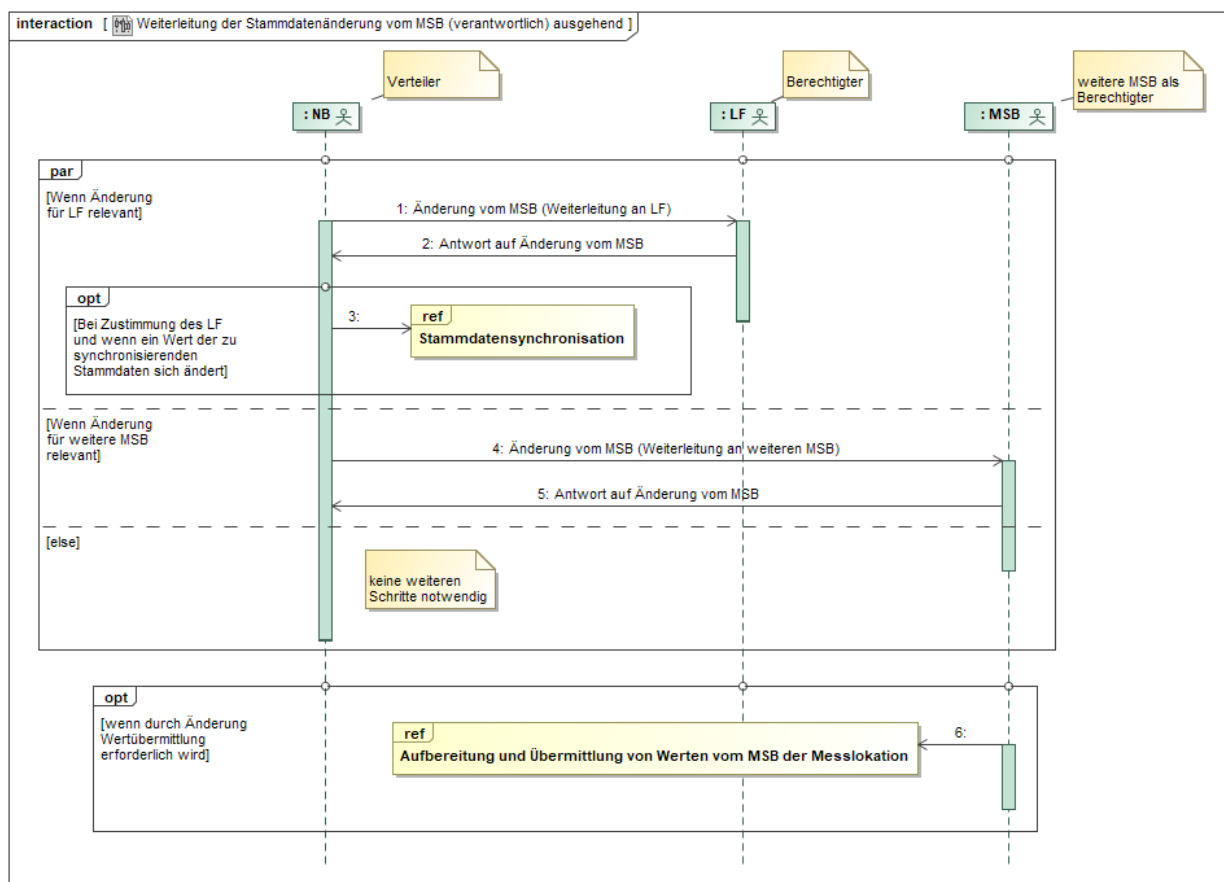 interaction [ Weiterleitung der Stammdatenänderung vom MSB (verantwortlich) ausgehend ]
Verteiler
Berechtigter
weitere MSB als
Berechtigter
: NB
: LF
: MSB
par
[Wenn Änderung
für LF relevant]
1: Änderung vom MSB (Weiterleitung an LF)
2: Antwort auf Änderung vom MSB
opt
[Bei Zustimmung des LF
und wenn ein Wert der zu
synchronisierenden
Stammdaten sich ändert]
3:
ref
Stammdatensynchronisation
[Wenn Änderung
für weitere MSB
relevant]
4: Änderung vom MSB (Weiterleitung an weiteren MSB)
5: Antwort auf Änderung vom MSB
[else]
keine weiteren
Schritte notwendig
opt
[wenn durch Änderung
Wertübermittlung
erforderlich wird]
ref
Aufbereitung und Übermittlung von Werten vom MSB der Messlokation
6: